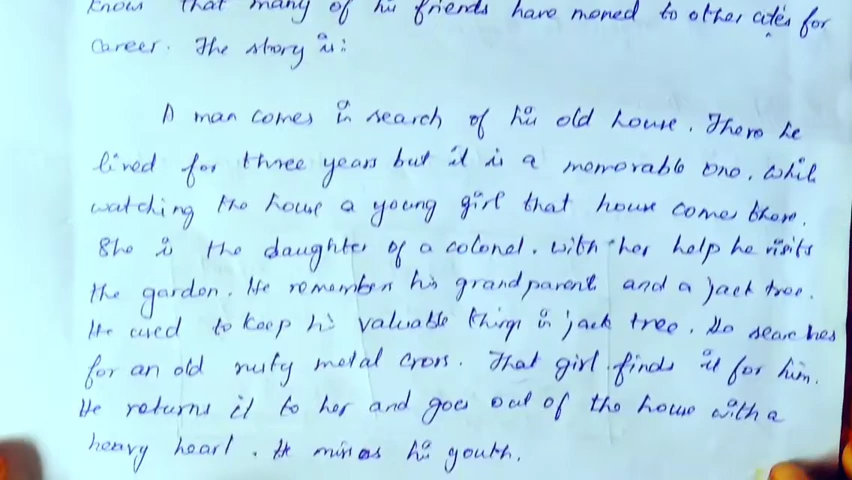 know that many of his friends have moved to other cities for
career. The story is:
A man comes in search of his old house. There he
lived for three years but it is a memorable one. While
watching the house a young girl that house comes there.
She is the daughter of a colonel. With her help he visits
the garden. He remembers his grandparent and a jack tree.
He used to keep his valuable things in jack tree. He searches
for an old rusty metal cross. That girl finds it for him.
He returns it to her and goes out of the house with a
heavy heart. He misses his youth.